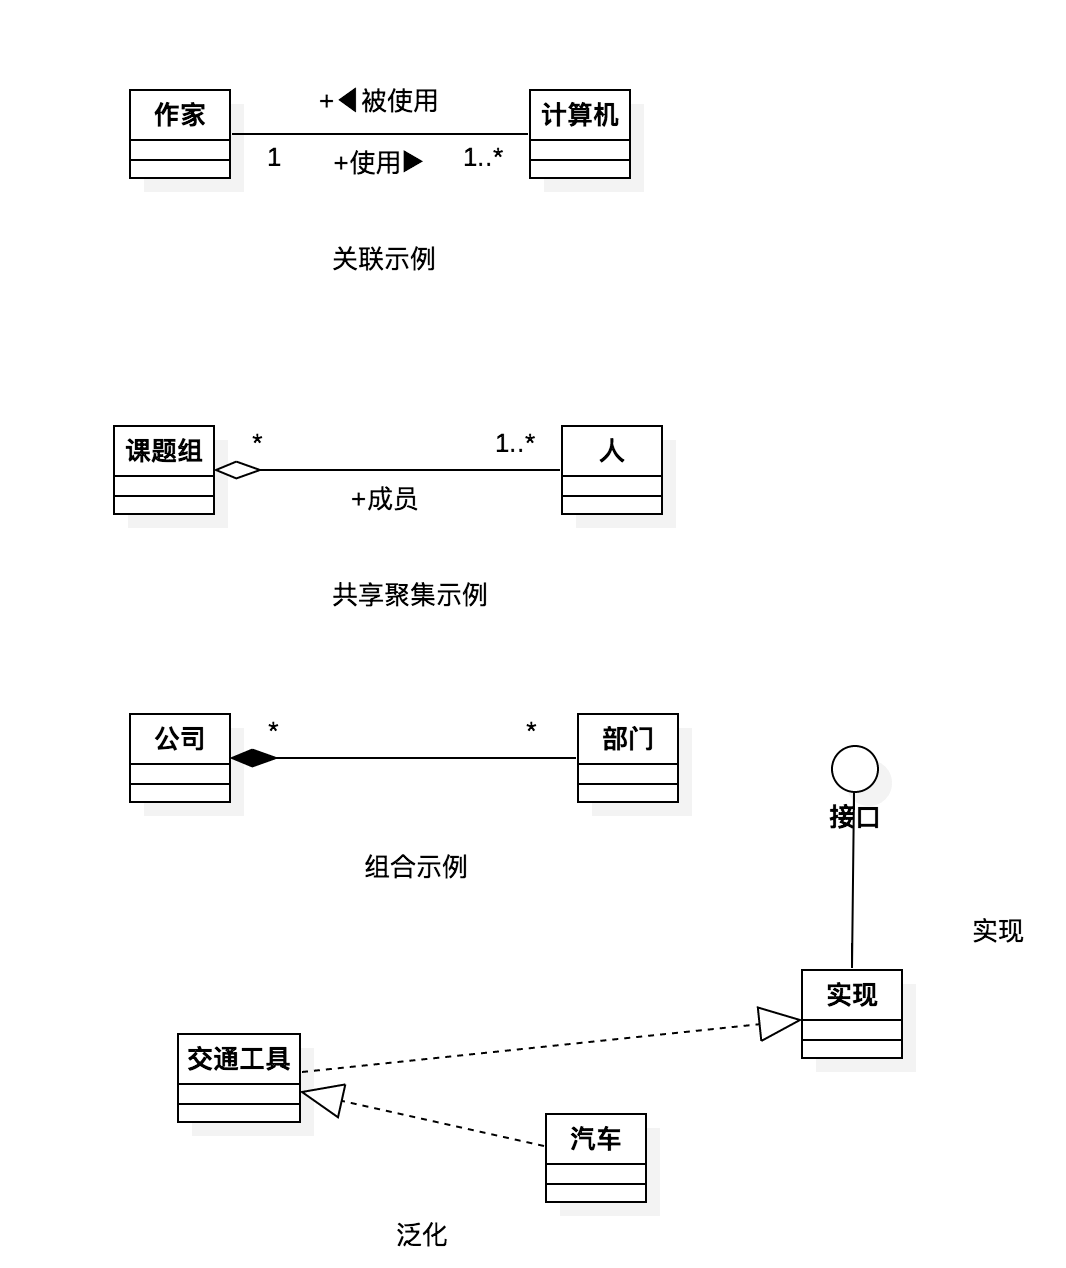 +◀被使用
作家
计算机
1
+使用▶
1..*
关联示例
*
1..*
课题组
人
+成员
共享聚集示例
*
*
公司
部门
接口
组合示例
实现
实现
交通工具
汽车
泛化